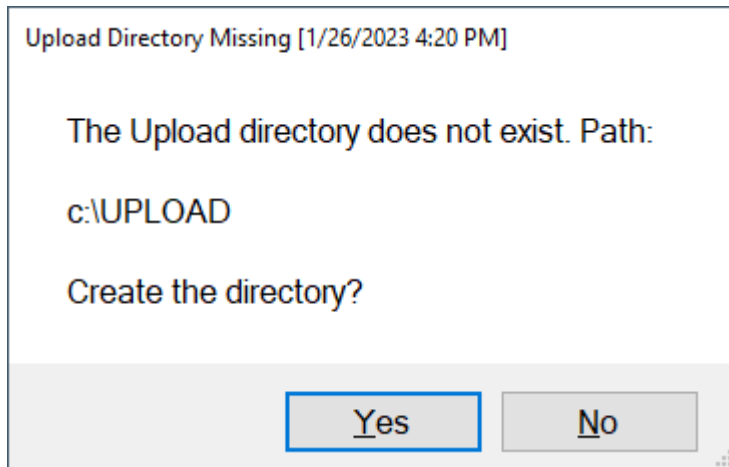 Upload Directory Missing [1/26/2023 4:20 PM]
The Upload directory does not exist. Path:
c:\UPLOAD
Create the directory?
Yes
No